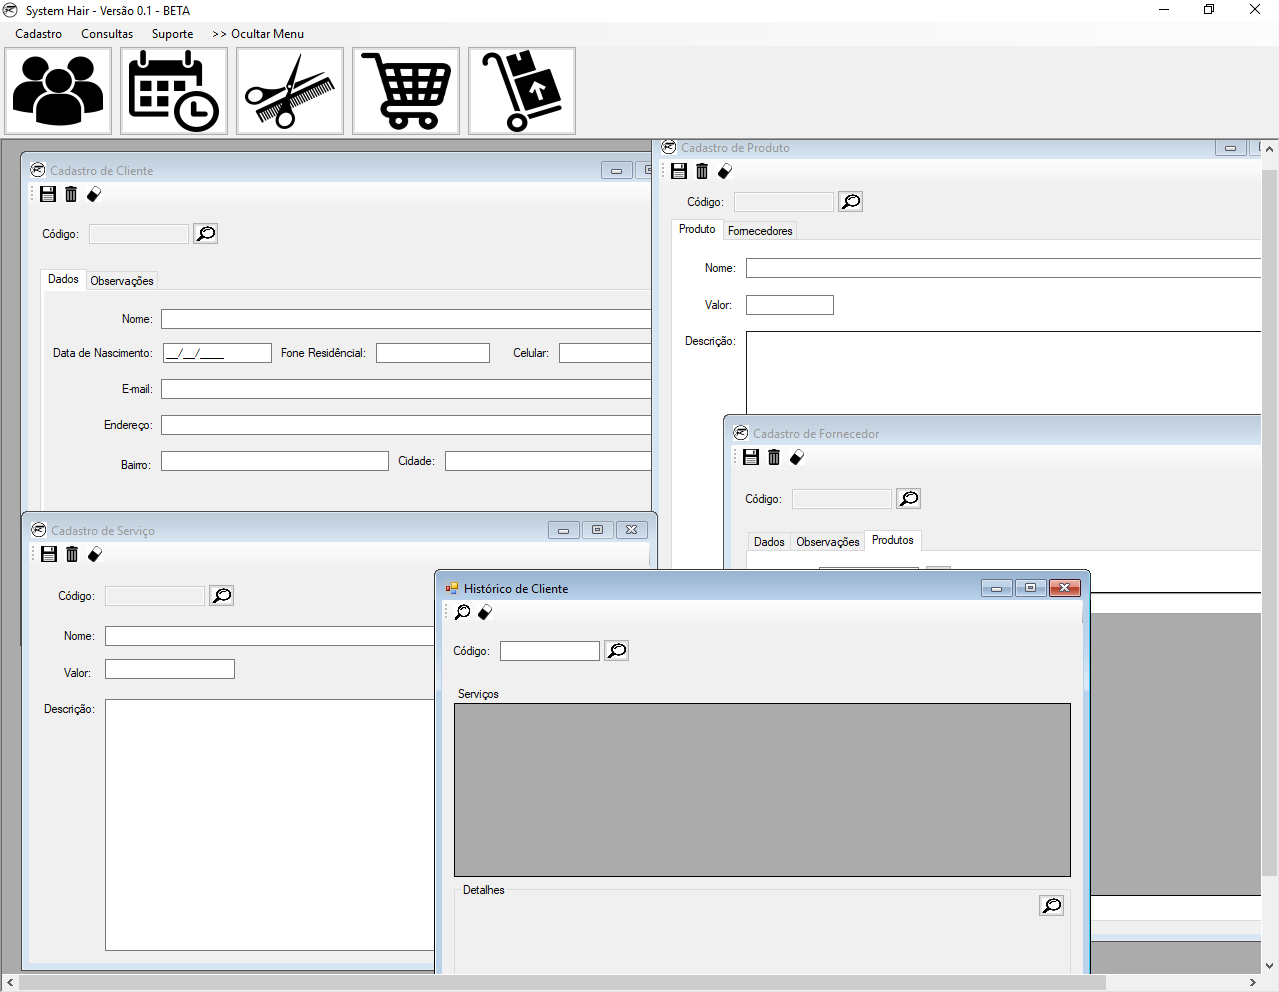 System Hair - Versão 0.1 - BETA
Cadastro Consultas Suporte >> Ocultar Menu
Cadastro de Cliente
Código:
Dados Observações
Nome:
Data de Nascimento: __/__/____ Fone Residêncial: Celular:
E-mail:
Endereço:
Bairro: Cidade:
Cadastro de Produto
Código:
Produto Fornecedores
Nome:
Valor:
Descrição:
Cadastro de Fornecedor
Código:
Dados Observações Produtos
Cadastro de Serviço
Código:
Nome:
Valor:
Descrição:
Histórico de Cliente
Código:
Serviços
Detalhes